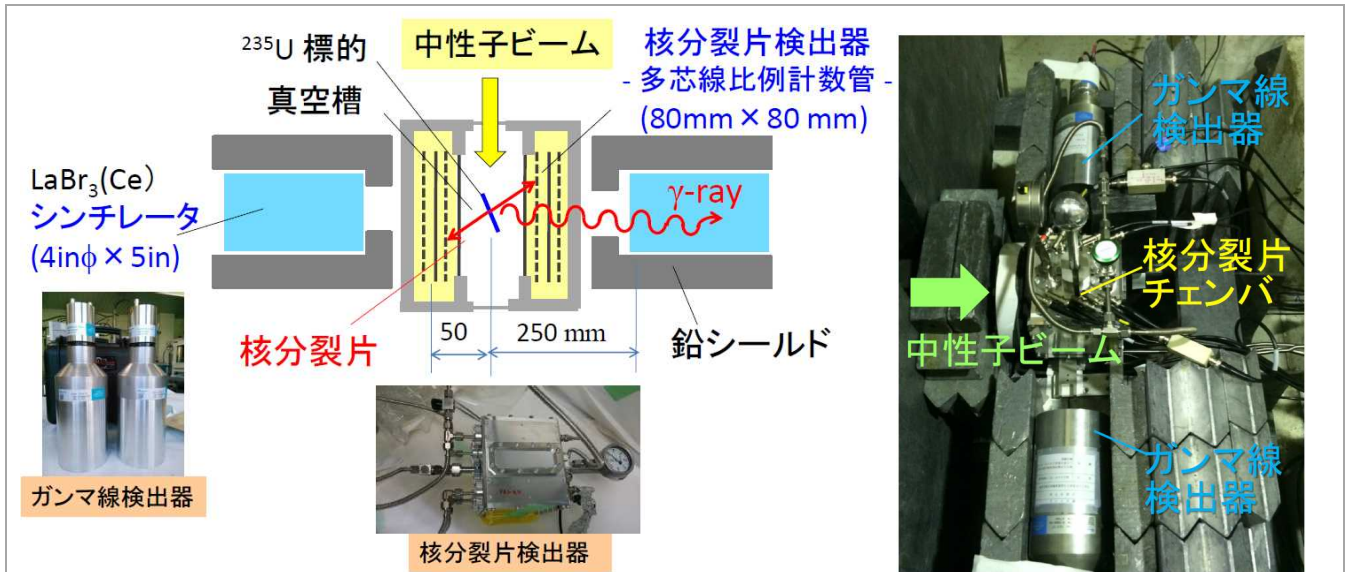 ²³⁵U 標的
真空槽
中性子ビーム
核分裂片検出器
- 多芯線比例計数管 -
(80mm × 80 mm)
LaBr₃(Ce）
シンチレータ
(4inϕ × 5in)
γ-ray
核分裂片
50
250 mm
鉛シールド
ガンマ線検出器
核分裂片検出器
ガンマ線
検出器
核分裂片
チェンバ
中性子ビーム
ガンマ線
検出器